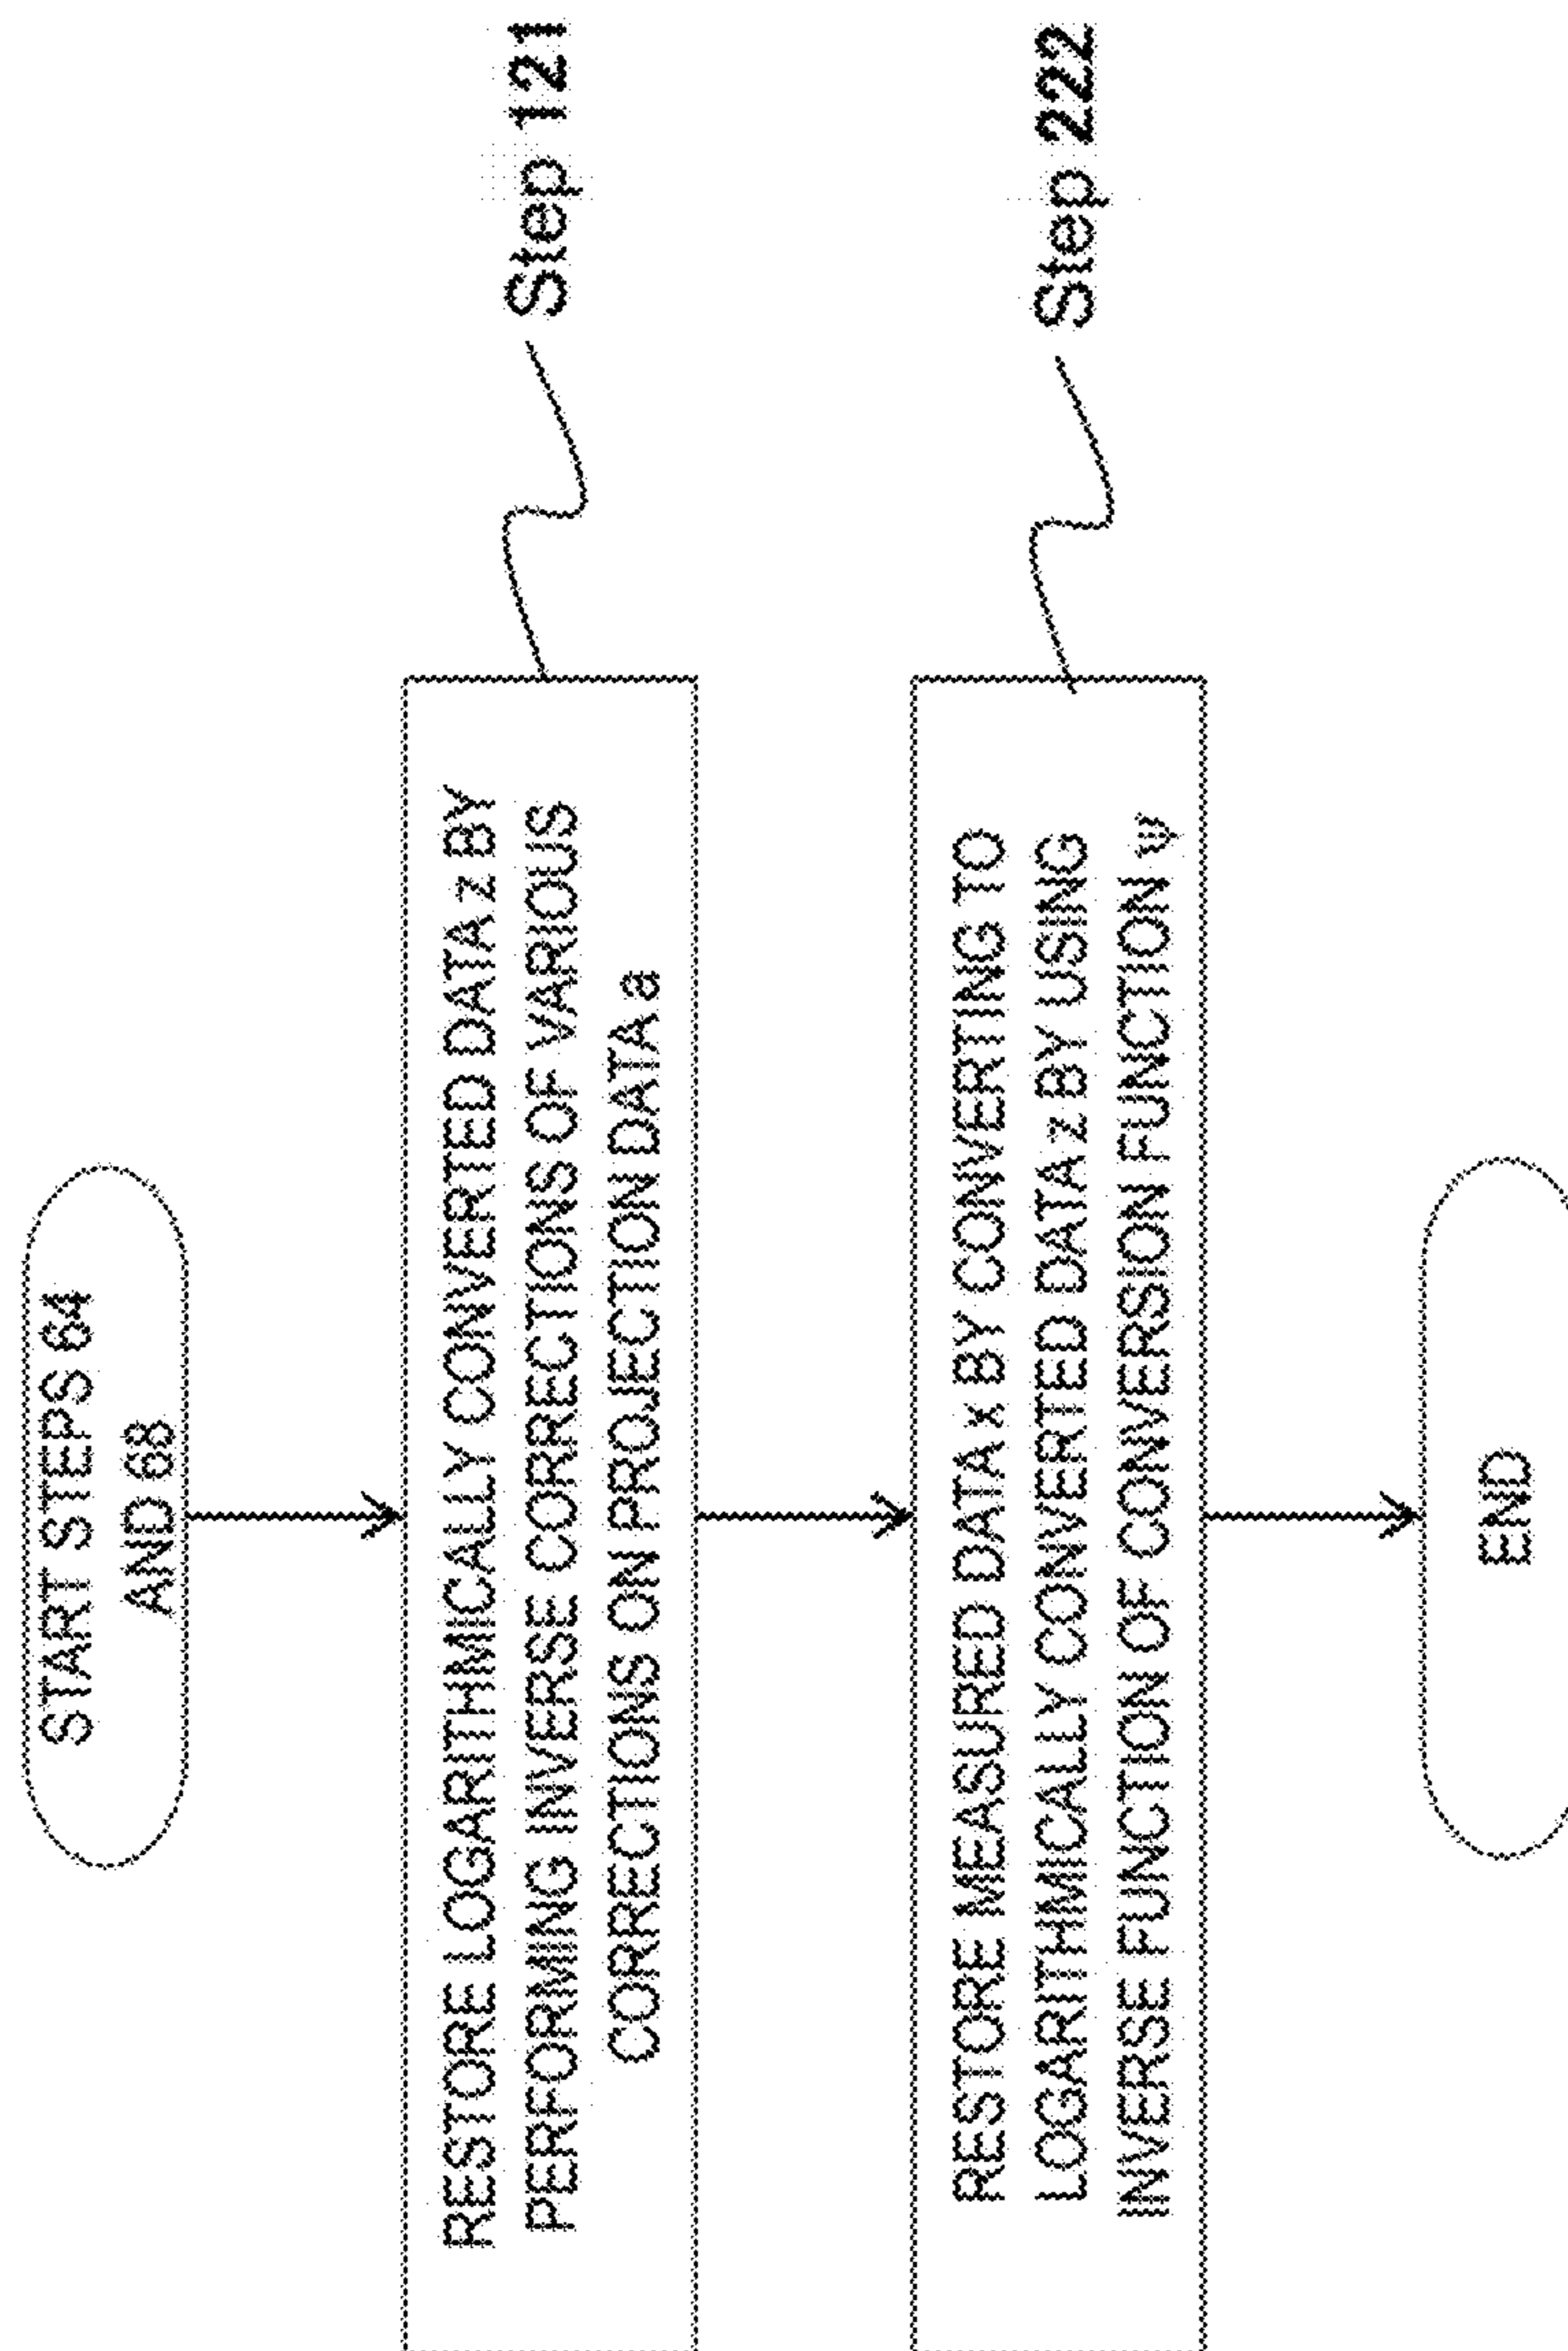 START STEPS 64
AND 68
RESTORE LOGARITHMICALLY CONVERTED DATA z BY
PERFORMING INVERSE CORRECTIONS OF VARIOUS
CORRECTIONS ON PROJECTION DATA a
Step 121
RESTORE MEASURED DATA x BY CONVERTING TO
LOGARITHMICALLY CONVERTED DATA z BY USING
INVERSE FUNCTION OF CONVERSION FUNCTION ψ
Step 222
END